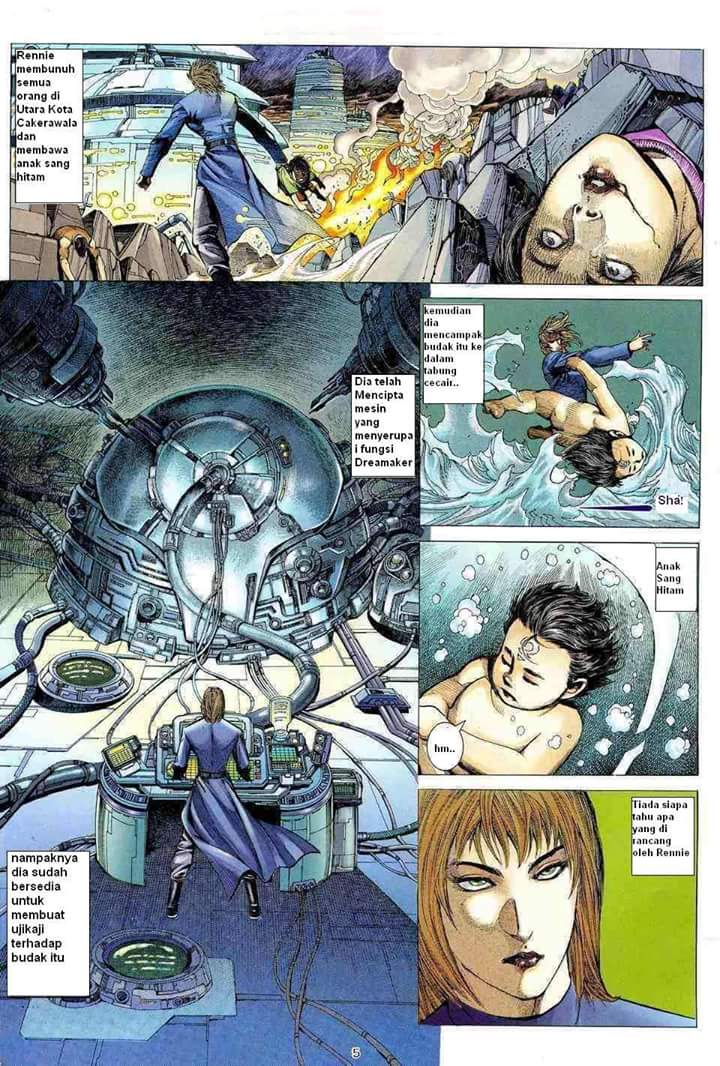 Rennie
membunuh
semua
orang di
Utara Kota
Cakerawala
dan
membawa
anak sang
hitam
Dia telah
Mencipta
mesin
yang
menyerupa
i fungsi
Dreamaker
kemudian
dia
mencampak
budak itu ke
dalam
tabung
cecair..
Sha!
Anak
Sang
Hitam
hm..
nampaknya
dia sudah
bersedia
untuk
membuat
ujikaji
terhadap
budak itu
Tiada siapa
tahu apa
yang di
rancang
oleh Rennie
5